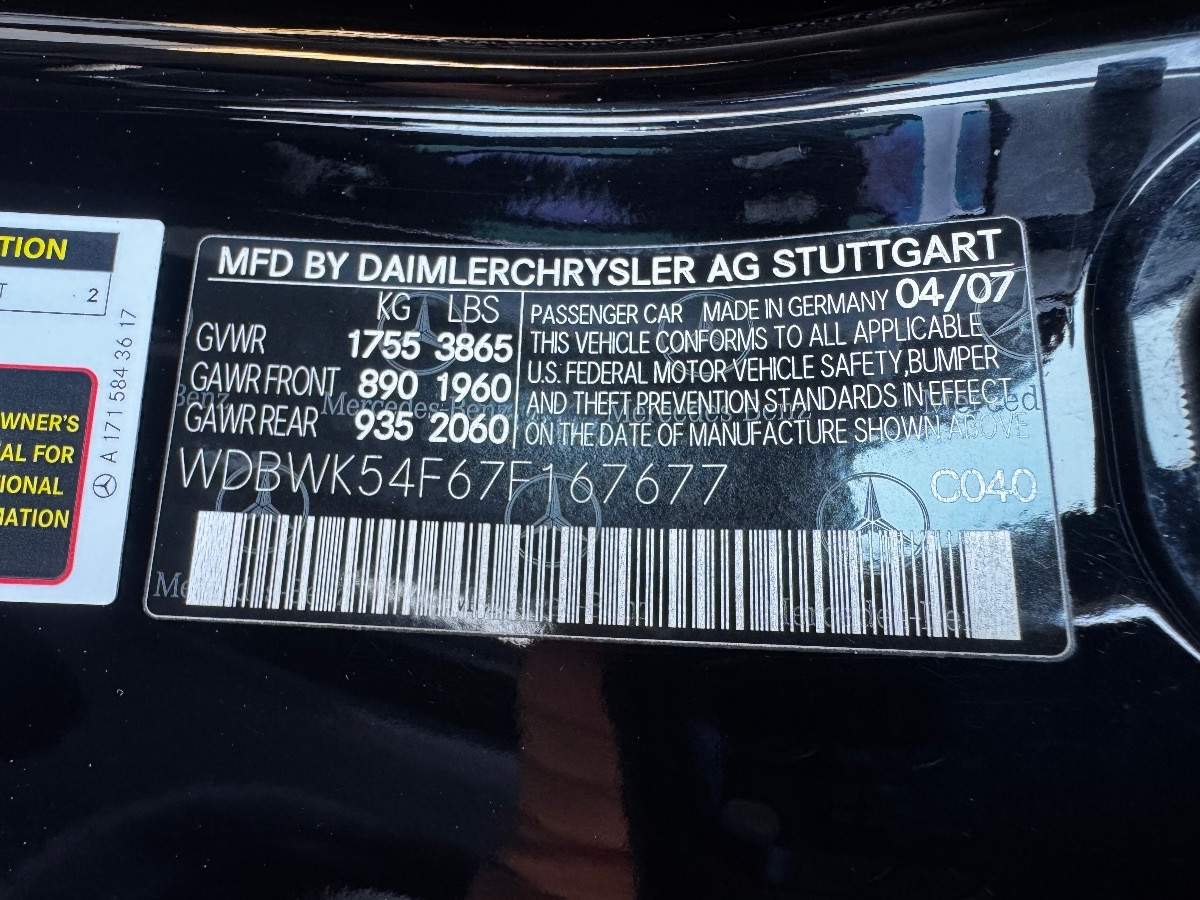 TION
2
A 171 584 36 17
OWNER'S
AL FOR
IONAL
MATION
MFD BY DAIMLERCHRYSLER AG STUTTGART
KG LBS
GVWR 1755 3865
GAWR FRONT 890 1960
GAWR REAR 935 2060
PASSENGER CAR MADE IN GERMANY 04/07
THIS VEHICLE CONFORMS TO ALL APPLICABLE
U.S. FEDERAL MOTOR VEHICLE SAFETY,BUMPER
AND THEFT PREVENTION STANDARDS IN EFFECT
ON THE DATE OF MANUFACTURE SHOWN ABOVE
WDBWK54F67F167677 C040
Mercedes-Benz